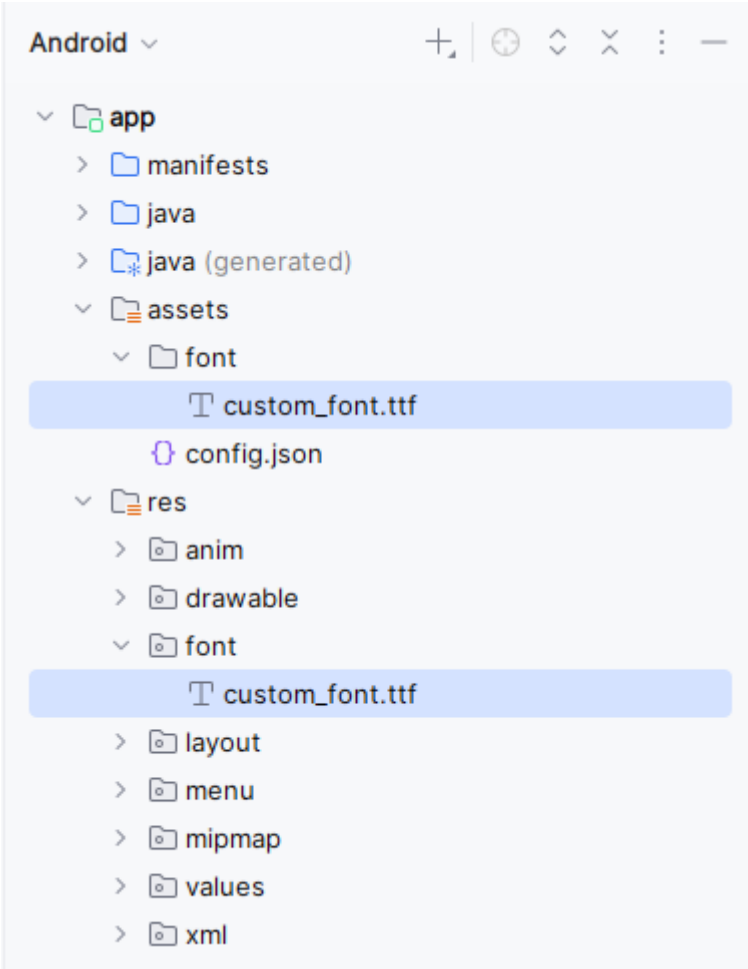 Android
app
manifests
java
java (generated)
assets
font
custom_font.ttf
config.json
res
anim
drawable
font
custom_font.ttf
layout
menu
mipmap
values
xml